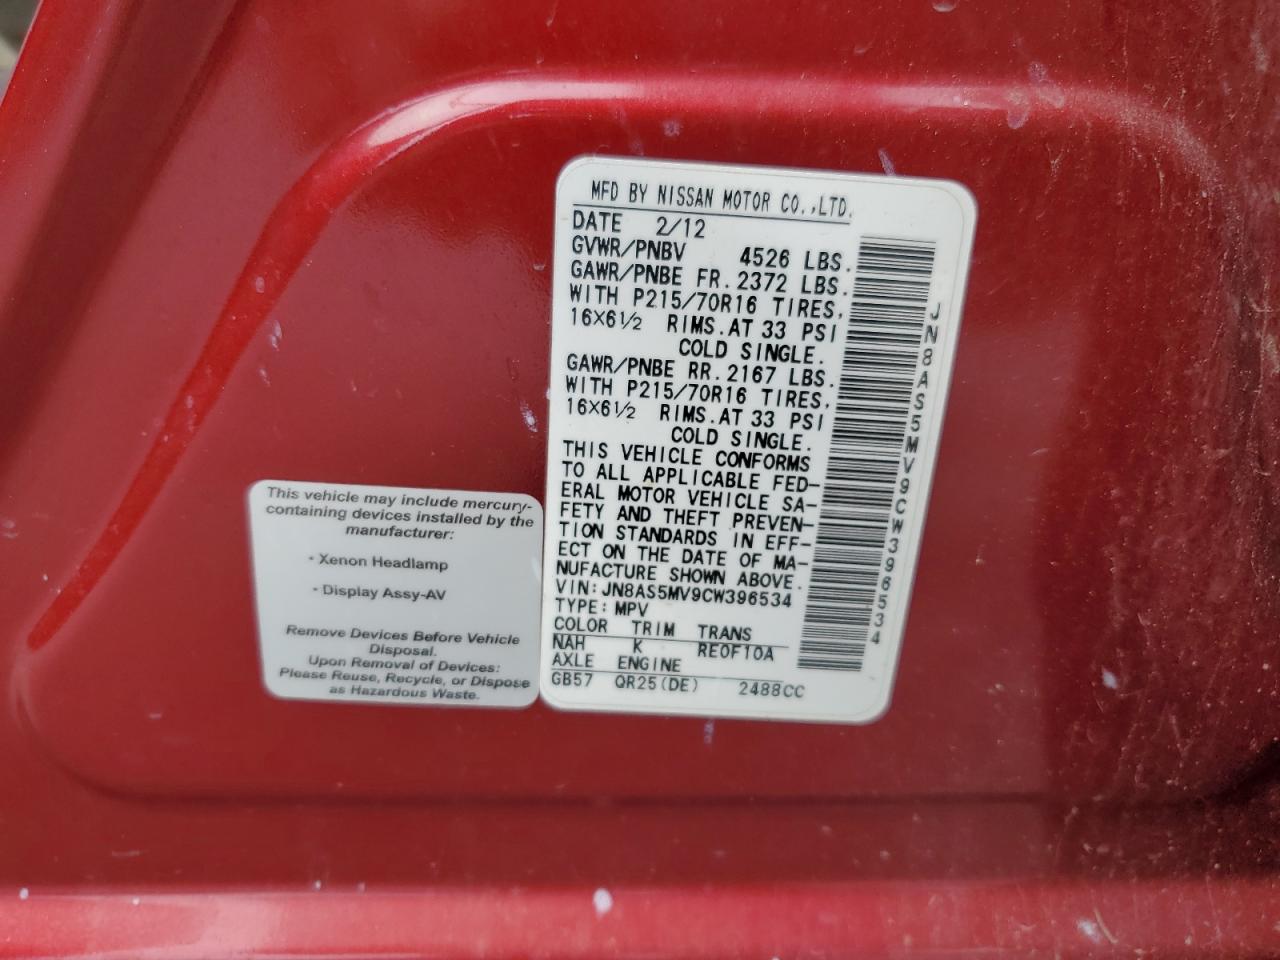 MFD BY NISSAN MOTOR CO.,LTD.
DATE 2/12
GVWR/PNBV 4526 LBS.
GAWR/PNBE FR.2372 LBS.
WITH P215/70R16 TIRES,
16X6½ RIMS.AT 33 PSI
COLD SINGLE.
GAWR/PNBE RR.2167 LBS.
WITH P215/70R16 TIRES,
16X6½ RIMS.AT 33 PSI
COLD SINGLE.
THIS VEHICLE CONFORMS
TO ALL APPLICABLE FED-
ERAL MOTOR VEHICLE SA-
FETY AND THEFT PREVEN-
TION STANDARDS IN EFF-
ECT ON THE DATE OF MA-
NUFACTURE SHOWN ABOVE.
VIN:JN8AS5MV9CW396534
TYPE:MPV
COLOR TRIM TRANS
NAH K RE0F10A
AXLE ENGINE
GB57 QR25(DE) 2488CC
JN8AS5MV9CW396534
This vehicle may include mercury-
containing devices installed by the
manufacturer:
- Xenon Headlamp
- Display Assy-AV
Remove Devices Before Vehicle
Disposal.
Upon Removal of Devices:
Please Reuse, Recycle, or Dispose
as Hazardous Waste.